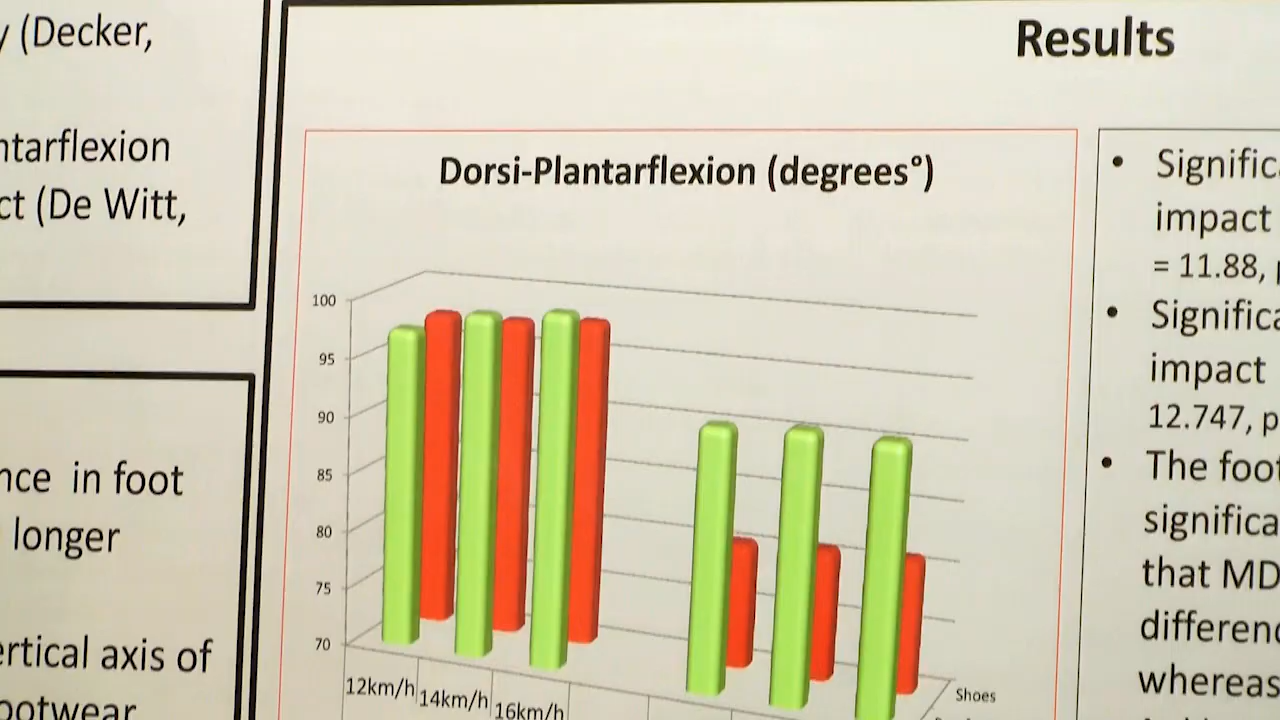 (Decker,
ntarflexion
ct (De Witt,
nce in foot
longer
ertical axis of
ootwear
Results
Dorsi-Plantarflexion (degrees°)
100
95
90
85
80
75
70
12km/h
14km/h
16km/h
Shoes
• Signific
impact
= 11.88, p
• Significa
impact
12.747, p
• The foot
significa
that MD
differenc
whereas